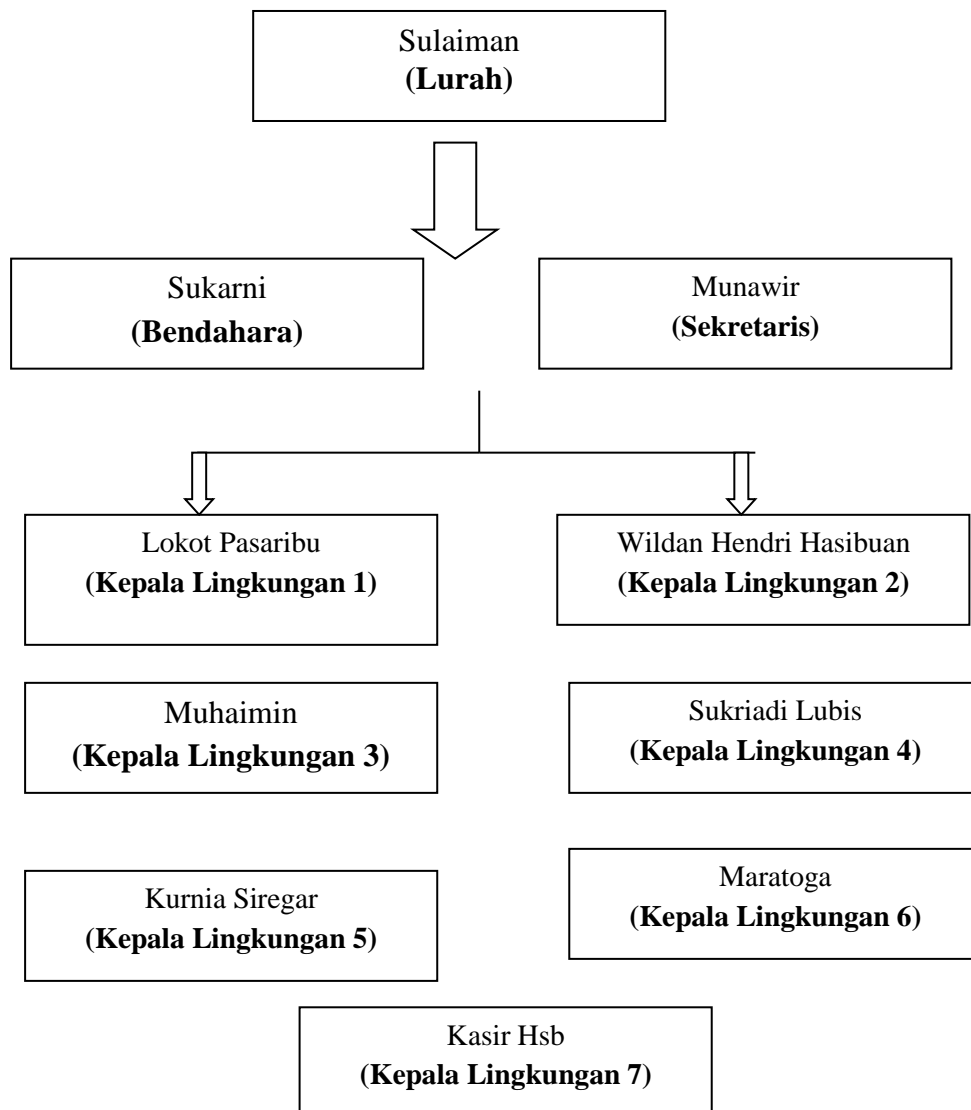 Sulaiman
(Lurah)
Sukarni
(Bendahara)
Munawir
(Sekretaris)
Lokot Pasaribu
(Kepala Lingkungan 1)
Wildan Hendri Hasibuan
(Kepala Lingkungan 2)
Muhaimin
(Kepala Lingkungan 3)
Sukriadi Lubis
(Kepala Lingkungan 4)
Kurnia Siregar
(Kepala Lingkungan 5)
Maratoga
(Kepala Lingkungan 6)
Kasir Hsb
(Kepala Lingkungan 7)